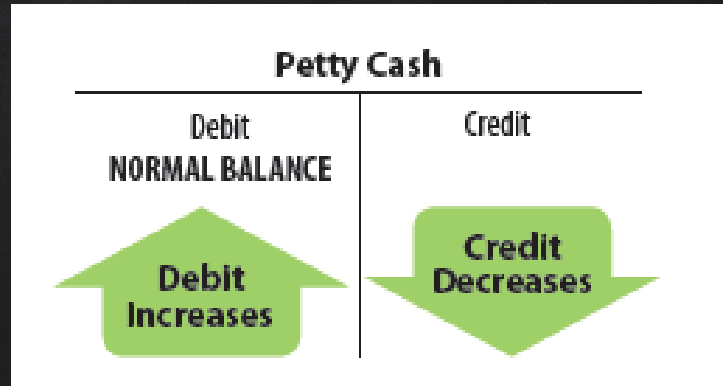 Petty Cash
Debit
NORMAL BALANCE
Credit
Debit
Increases
Credit
Decreases